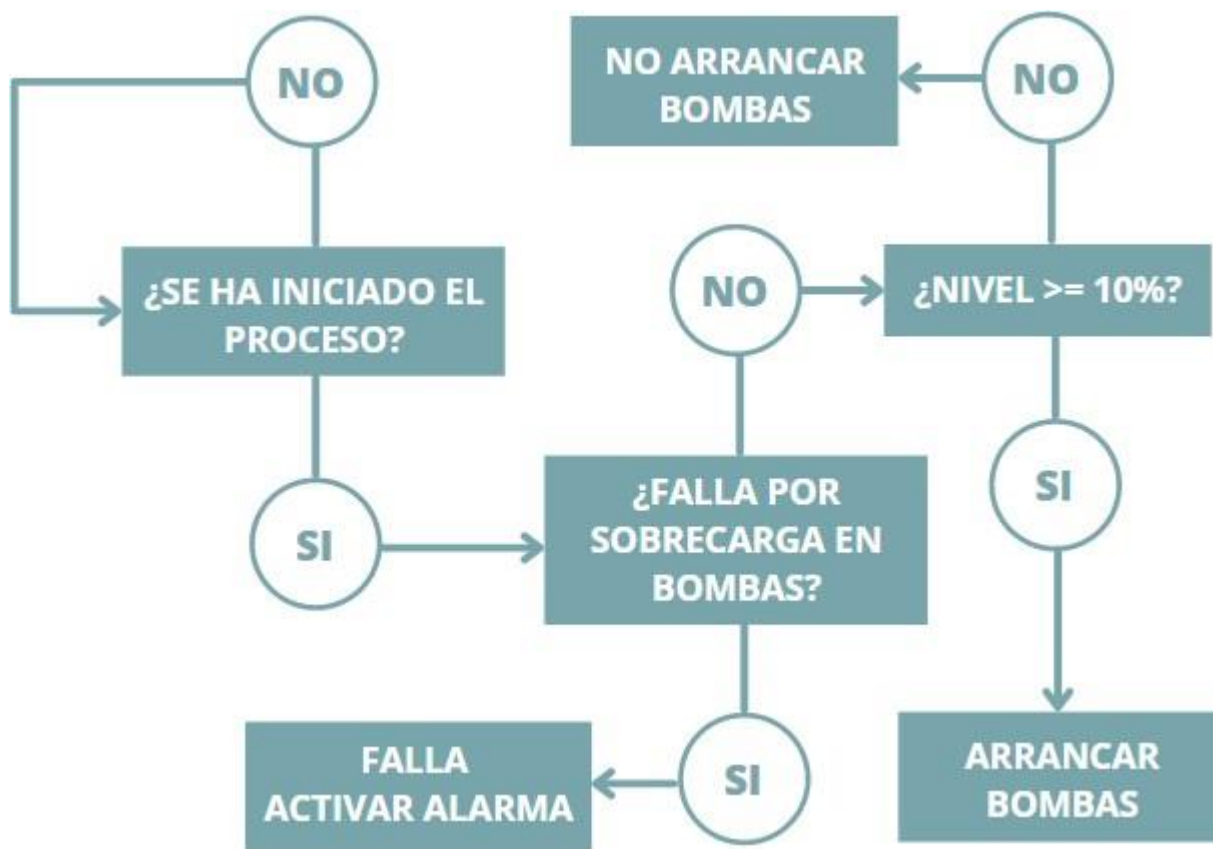 NO
¿SE HA INICIADO EL
PROCESO?
SI
¿FALLA POR
SOBRECARGA EN
BOMBAS?
SI
FALLA
ACTIVAR ALARMA
NO
¿NIVEL >= 10%?
NO
NO ARRANCAR
BOMBAS
SI
ARRANCAR
BOMBAS